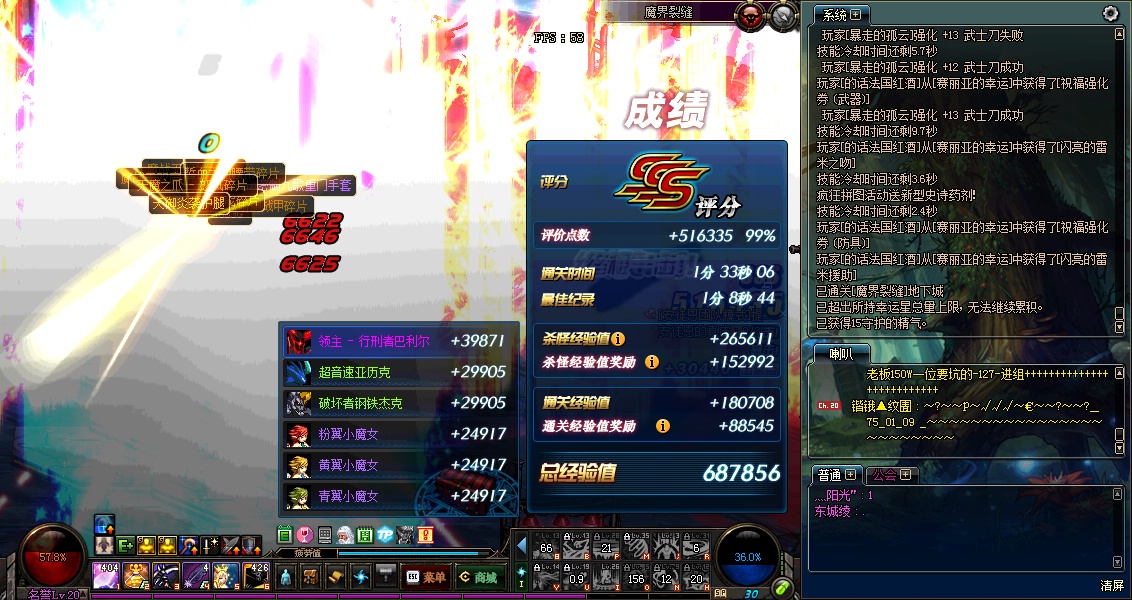 魔界裂缝
FPS : 53
成绩
评分
SSS
评分
评价点数 +516335 99%
通关时间 1分 33秒 06
最佳纪录 1分 8秒 44
杀怪经验值 +265611
杀怪经验值奖励 +152992
通关经验值 +180708
通关经验值奖励 +88545
总经验值 687856
6622
6646
6625
领主 - 行刑者巴利尔 +39871
超音速亚历克 +29905
破坏者钢铁杰克 +29905
粉翼小魔女 +24917
黄翼小魔女 +24917
青翼小魔女 +24917
57.8%
疲劳值
菜单
商城
36.0%
名誉Lv 20
30
系统
玩家[暴走的孤云]强化 +13 武士刀失败
技能冷却时间还剩5.7秒
玩家[暴走的孤云]强化 +12 武士刀成功
玩家[的话法国红酒]从[赛丽亚的幸运]中获得了[祝福强化
券 (武器)]
玩家[暴走的孤云]强化 +13 武士刀成功
技能冷却时间还剩9.7秒
玩家[的话法国红酒]从[赛丽亚的幸运]中获得了[闪亮的雷
米之吻]
技能冷却时间还剩3.6秒
疯狂拼图活动送新型史诗药剂!
技能冷却时间还剩2.4秒
玩家[的话法国红酒]从[赛丽亚的幸运]中获得了[祝福强化
券 (防具)]
玩家[的话法国红酒]从[赛丽亚的幸运]中获得了[闪亮的雷
米援助]
已通关[魔界裂缝]地下城
已超出所持幸运星总量上限, 无法继续累积。
已获得15守护的精气。
喇叭
老板150W—位要坑的-127-进组++++++++++++++
++++++++++++
Ch. 20
75_01_09
普通
公会
灬阳光" : 1
东城绫 : .
清屏